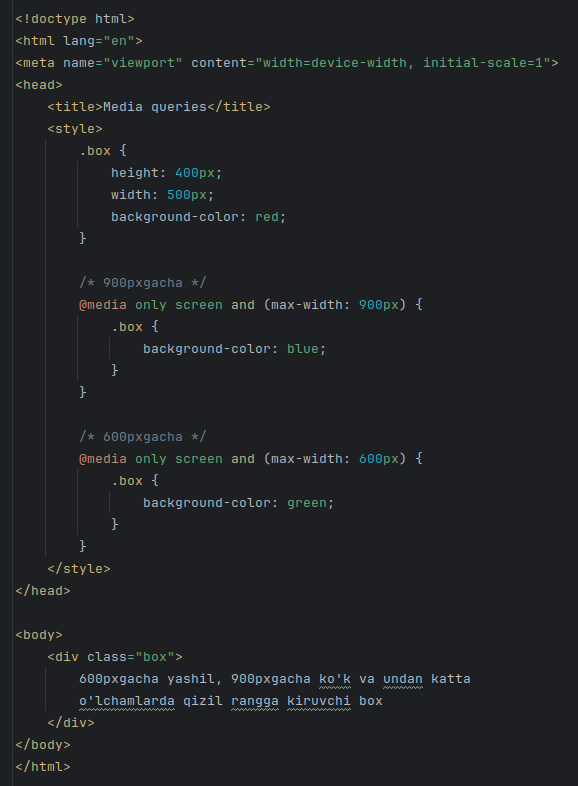 <!doctype html>
<html lang="en">
<meta name="viewport" content="width=device-width, initial-scale=1">
<head>
    <title>Media queries</title>
    <style>
        .box {
            height: 400px;
            width: 500px;
            background-color: red;
        }

        /* 900pxgacha */
        @media only screen and (max-width: 900px) {
            .box {
                background-color: blue;
            }
        }

        /* 600pxgacha */
        @media only screen and (max-width: 600px) {
            .box {
                background-color: green;
            }
        }
    </style>
</head>

<body>
    <div class="box">
        600pxgacha yashil, 900pxgacha ko'k va undan katta
        o'lchamlarda qizil rangga kiruvchi box
    </div>
</body>
</html>